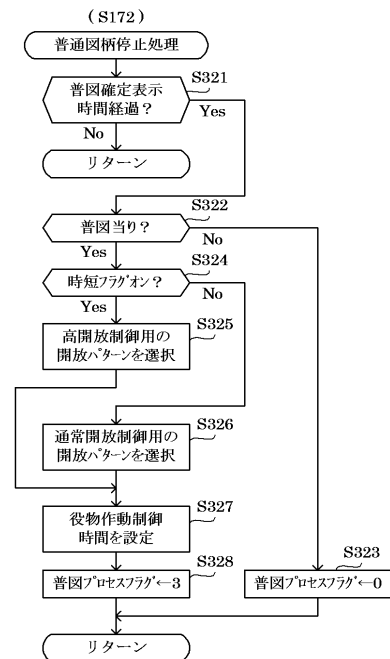 (S172)
普通図柄停止処理
S321
普図確定表示
時間経過?
Yes
No
リターン
S322
普図当り?
Yes
No
S324
時短フラグオン?
Yes
No
S325
高開放制御用の
開放パターンを選択
S326
通常開放制御用の
開放パターンを選択
S327
役物作動制御
時間を設定
S328
普図プロセスフラグ←3
S323
普図プロセスフラグ←0
リターン